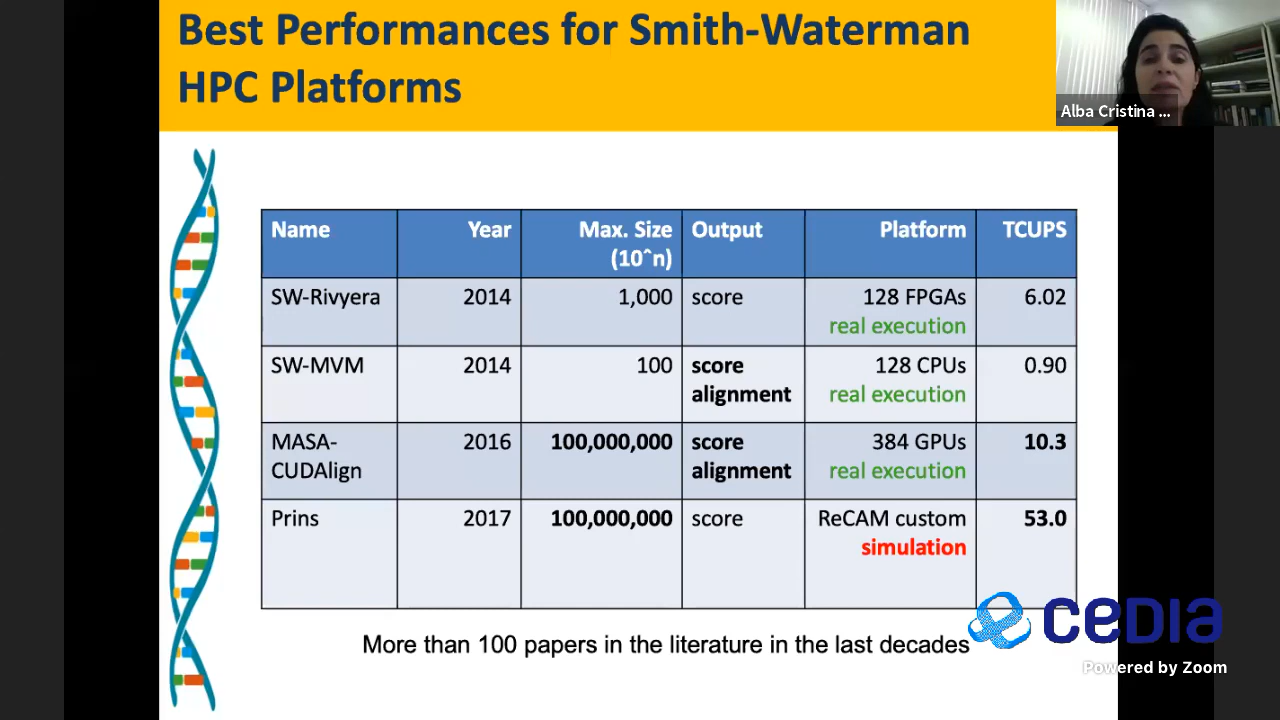 Best Performances for Smith-Waterman
HPC Platforms
Alba Cristina ...
Name Year Max. Size Output Platform TCUPS
(10^n)
SW-Rivyera 2014 1,000 score 128 FPGAs 6.02
real execution
SW-MVM 2014 100 score 128 CPUs 0.90
alignment real execution
MASA- 2016 100,000,000 score 384 GPUs 10.3
CUDAlign alignment real execution
Prins 2017 100,000,000 score ReCAM custom 53.0
simulation
More than 100 papers in the literature in the last decades
ceDIa
Powered by Zoom